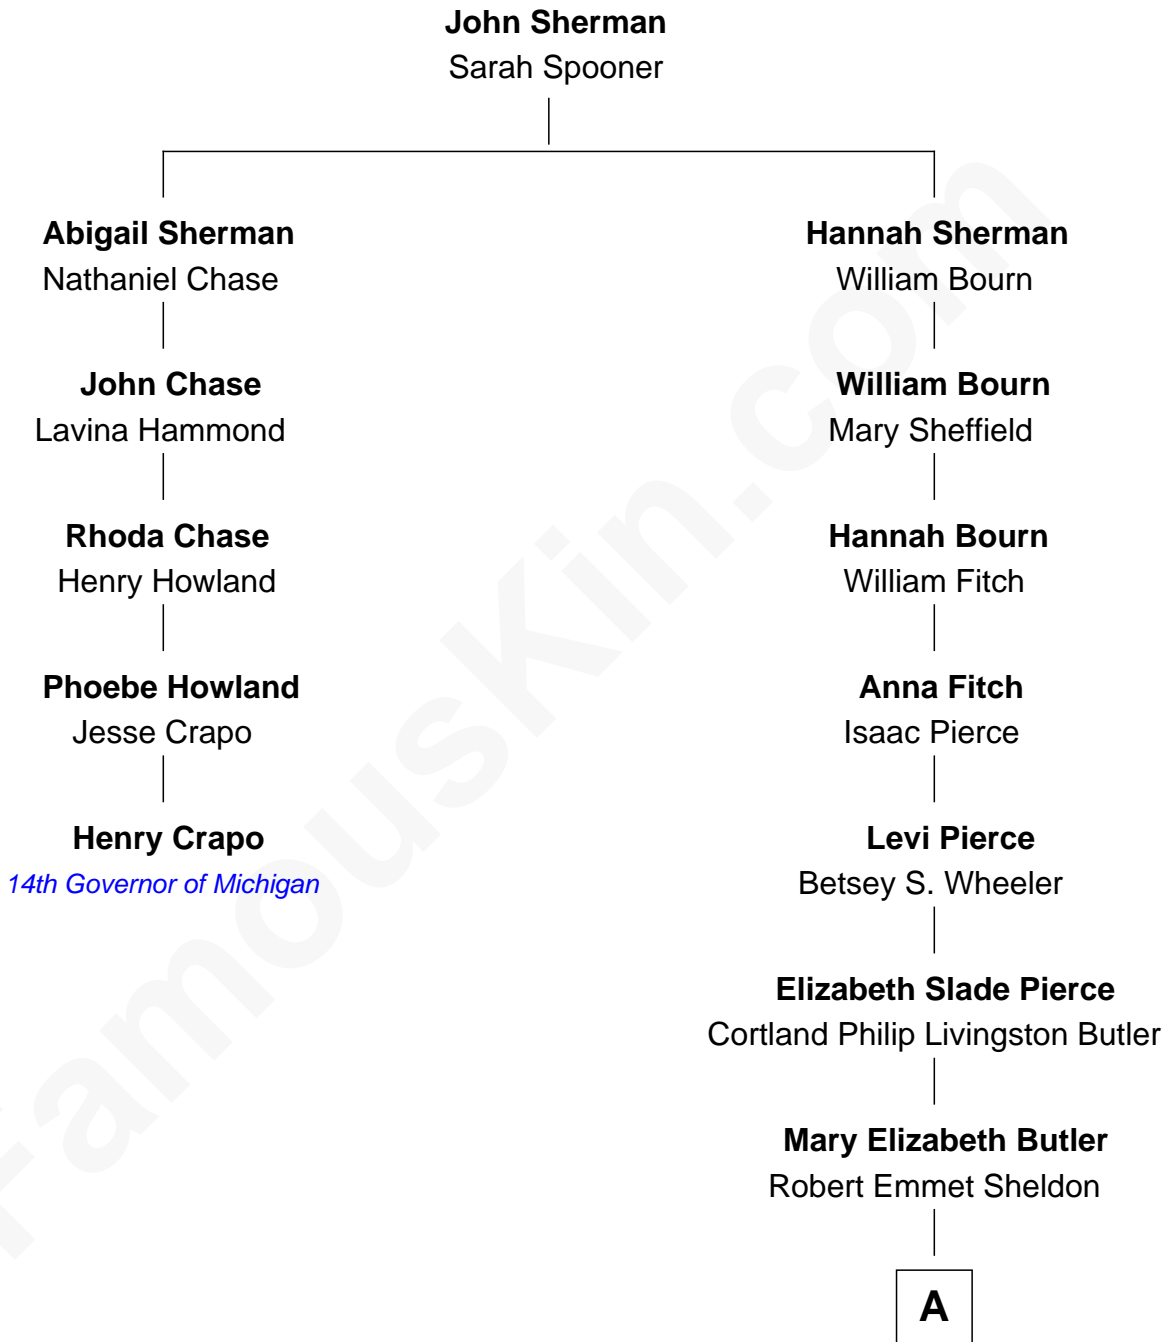 John Sherman
Sarah Spooner
Abigail Sherman
Nathaniel Chase
Hannah Sherman
William Bourn
John Chase
Lavina Hammond
William Bourn
Mary Sheffield
Rhoda Chase
Henry Howland
Hannah Bourn
William Fitch
Phoebe Howland
Jesse Crapo
Anna Fitch
Isaac Pierce
Henry Crapo
14th Governor of Michigan
Levi Pierce
Betsey S. Wheeler
Elizabeth Slade Pierce
Cortland Philip Livingston Butler
Mary Elizabeth Butler
Robert Emmet Sheldon
A
FamousKin.com